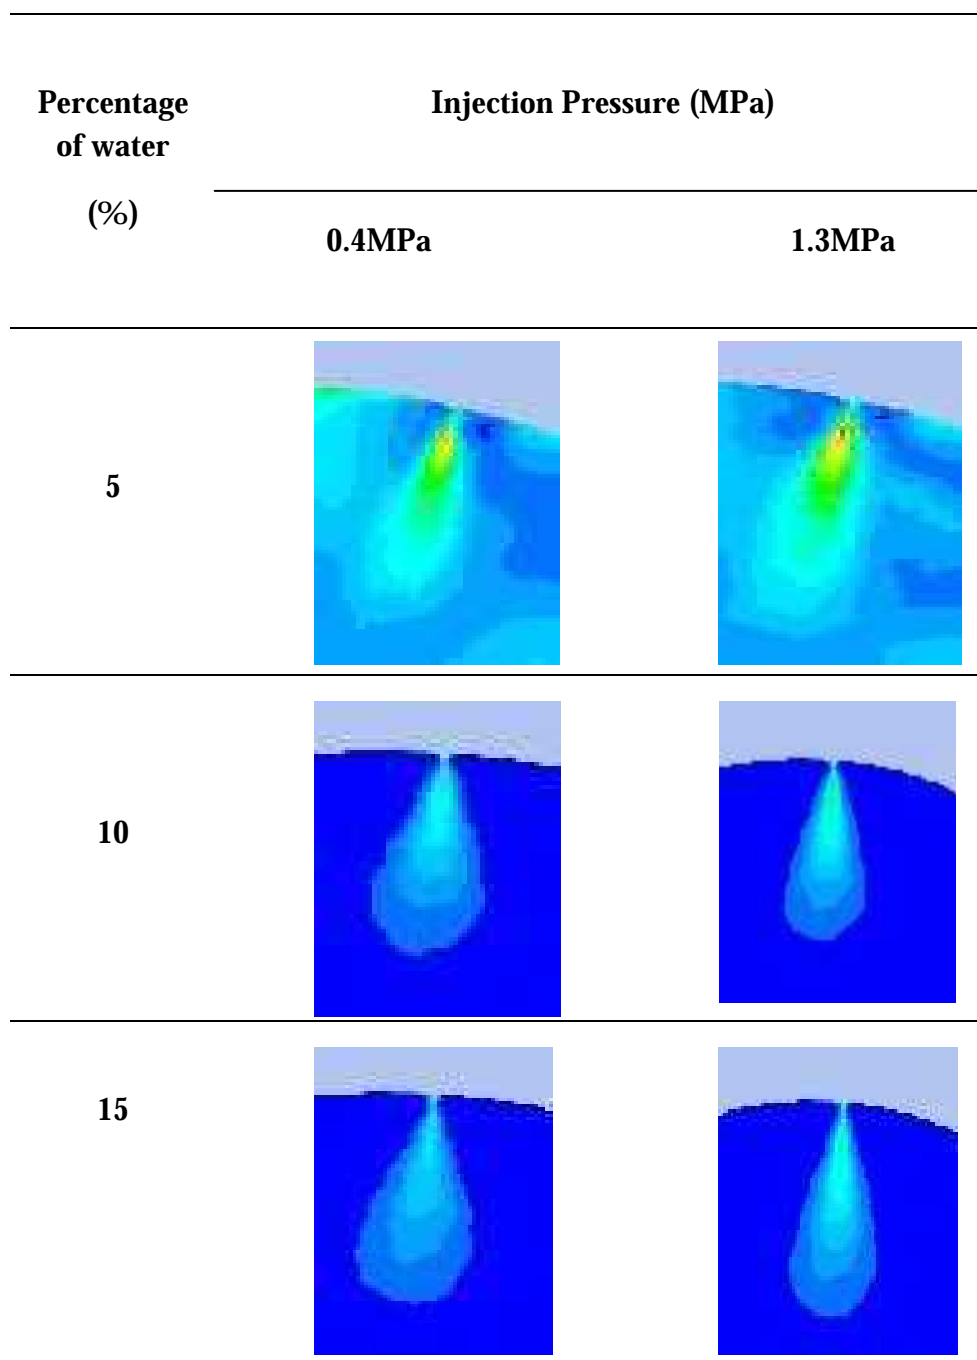 Percentage
of water
(%)
Injection Pressure (MPa)
0.4MPa
1.3MPa
5
10
15